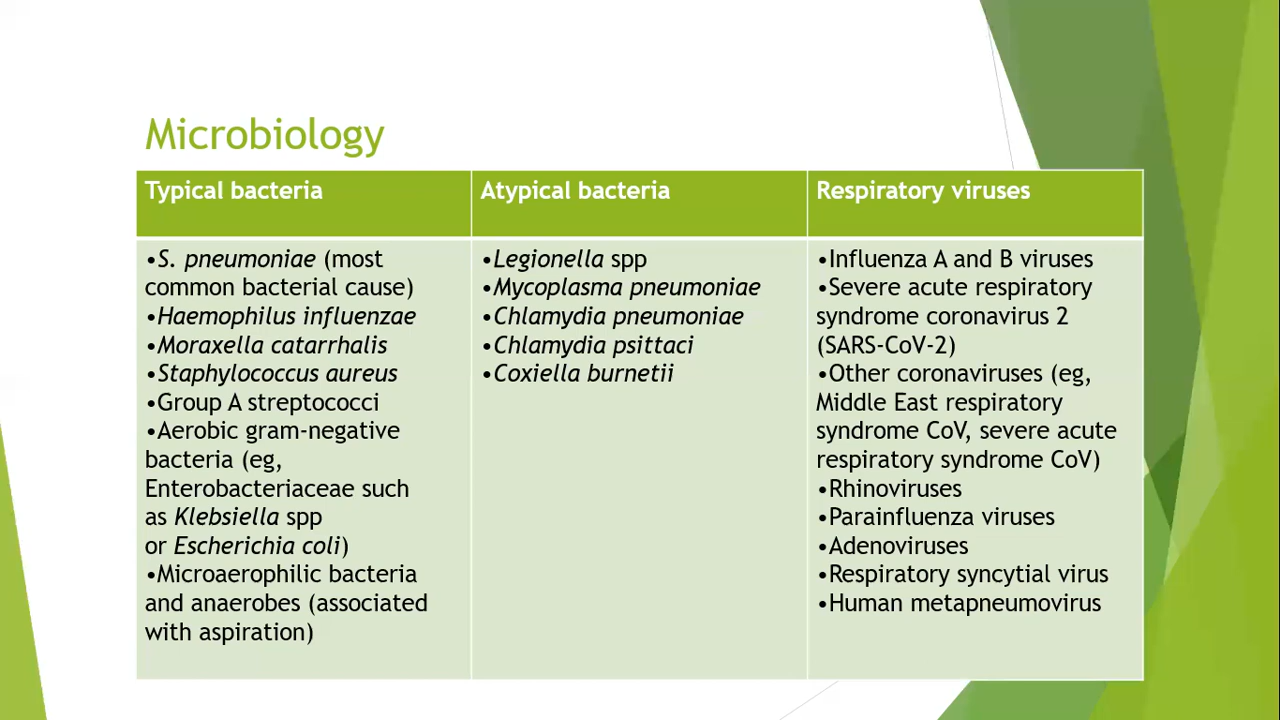 Microbiology
Typical bacteria
•S. pneumoniae (most
common bacterial cause)
•Haemophilus influenzae
•Moraxella catarrhalis
•Staphylococcus aureus
•Group A streptococci
•Aerobic gram-negative
bacteria (eg,
Enterobacteriaceae such
as Klebsiella spp
or Escherichia coli)
•Microaerophilic bacteria
and anaerobes (associated
with aspiration)
Atypical bacteria
•Legionella spp
•Mycoplasma pneumoniae
•Chlamydia pneumoniae
•Chlamydia psittaci
•Coxiella burnetii
Respiratory viruses
•Influenza A and B viruses
•Severe acute respiratory
syndrome coronavirus 2
(SARS-CoV-2)
•Other coronaviruses (eg,
Middle East respiratory
syndrome CoV, severe acute
respiratory syndrome CoV)
•Rhinoviruses
•Parainfluenza viruses
•Adenoviruses
•Respiratory syncytial virus
•Human metapneumovirus